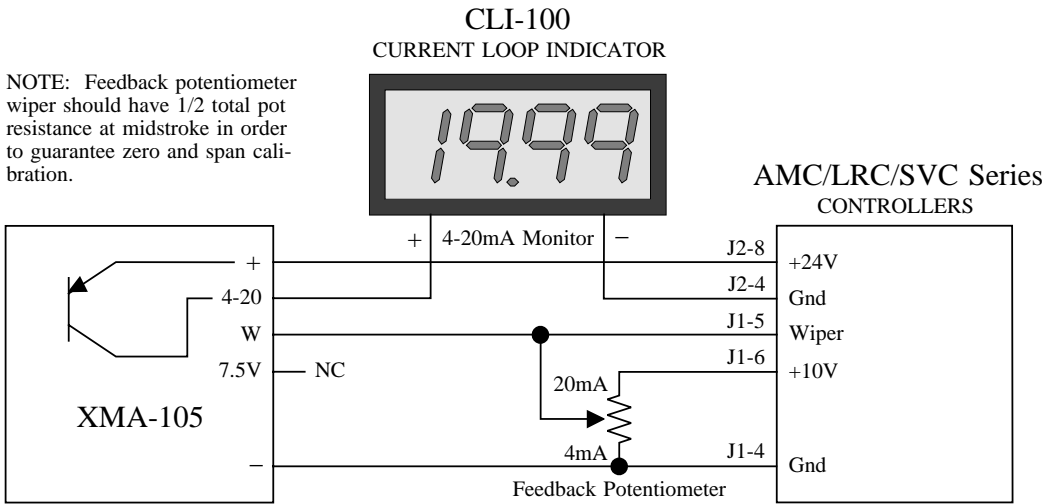 CLI-100
CURRENT LOOP INDICATOR
NOTE: Feedback potentiometer
wiper should have 1/2 total pot
resistance at midstroke in order
to guarantee zero and span cali-
bration.
19.99
AMC/LRC/SVC Series
CONTROLLERS
+ 4-20mA Monitor −
+
4-20
W
7.5V
NC
XMA-105
−
J2-8
+24V
J2-4
Gnd
J1-5
Wiper
J1-6
+10V
20mA
4mA
J1-4
Gnd
Feedback Potentiometer